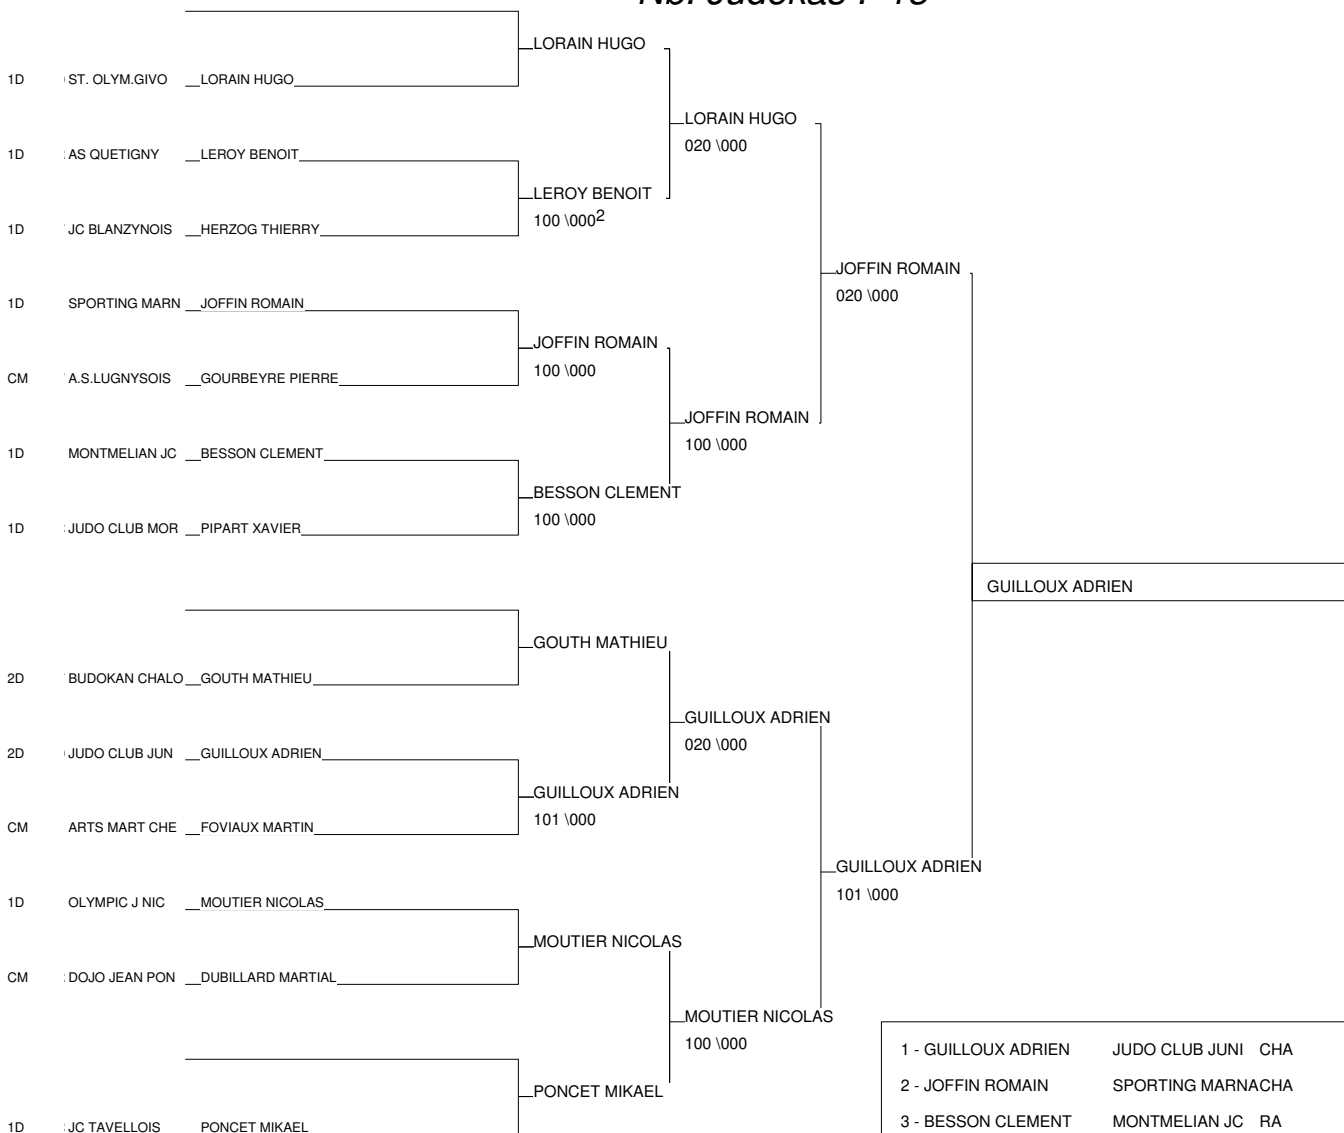 LORAIN HUGO
1D ST. OLYM.GIVO LORAIN HUGO
LORAIN HUGO
020 \000
1D AS QUETIGNY LEROY BENOIT
LEROY BENOIT
100 \000 2
1D JC BLANZYNOIS HERZOG THIERRY
JOFFIN ROMAIN
020 \000
1D SPORTING MARN JOFFIN ROMAIN
JOFFIN ROMAIN
100 \000
CM A.S.LUGNYSOIS GOURBEYRE PIERRE
JOFFIN ROMAIN
100 \000
1D MONTMELIAN JC BESSON CLEMENT
BESSON CLEMENT
100 \000
1D JUDO CLUB MOR PIPART XAVIER
GUILLOUX ADRIEN
GOUTH MATHIEU
2D BUDOKAN CHALO GOUTH MATHIEU
GUILLOUX ADRIEN
020 \000
2D JUDO CLUB JUN GUILLOUX ADRIEN
GUILLOUX ADRIEN
101 \000
CM ARTS MART CHE FOVIAUX MARTIN
GUILLOUX ADRIEN
101 \000
1D OLYMPIC J NIC MOUTIER NICOLAS
MOUTIER NICOLAS
CM DOJO JEAN PON DUBILLARD MARTIAL
MOUTIER NICOLAS
100 \000
1 - GUILLOUX ADRIEN JUDO CLUB JUNI CHA
2 - JOFFIN ROMAIN SPORTING MARNACHA
PONCET MIKAEL
3 - BESSON CLEMENT MONTMELIAN JC RA
1D JC TAVELLOIS PONCET MIKAEL